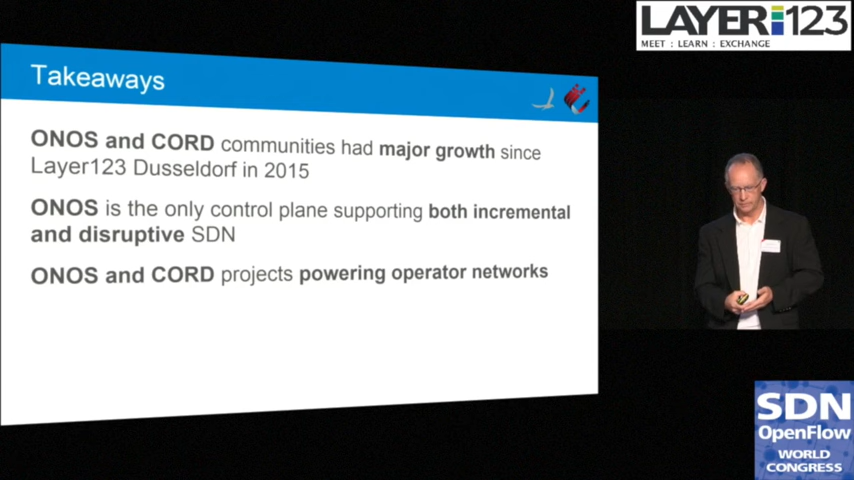 LAYER123
MEET : LEARN : EXCHANGE
Takeaways
ONOS and CORD communities had major growth since
Layer123 Dusseldorf in 2015
ONOS is the only control plane supporting both incremental
and disruptive SDN
ONOS and CORD projects powering operator networks
SDN
OpenFlow
WORLD
CONGRESS